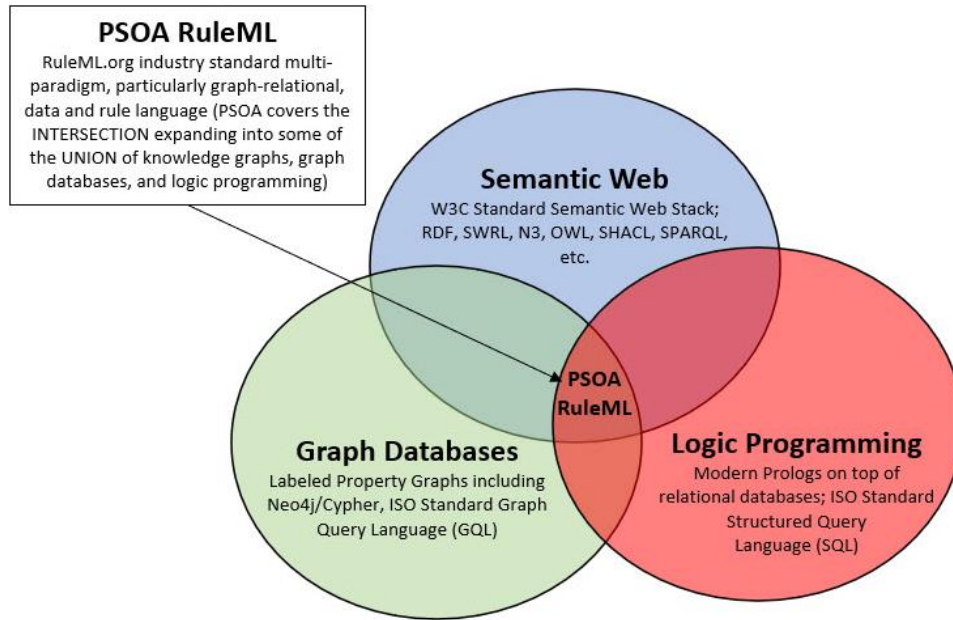 PSOA RuleML
RuleML.org industry standard multi-
paradigm, particularly graph-relational,
data and rule language (PSOA covers the
INTERSECTION expanding into some of
the UNION of knowledge graphs, graph
databases, and logic programming)
Semantic Web
W3C Standard Semantic Web Stack;
RDF, SWRL, N3, OWL, SHACL, SPARQL,
etc.
PSOA
RuleML
Graph Databases
Labeled Property Graphs including
Neo4j/Cypher, ISO Standard Graph
Query Language (GQL)
Logic Programming
Modern Prologs on top of
relational databases; ISO Standard
Structured Query
Language (SQL)